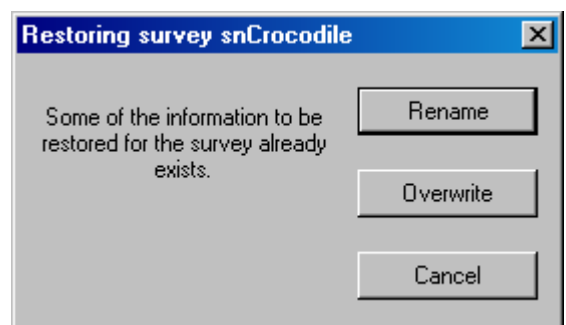 Restoring survey snCrocodile
Some of the information to be
restored for the survey already
exists.
Rename
Overwrite
Cancel